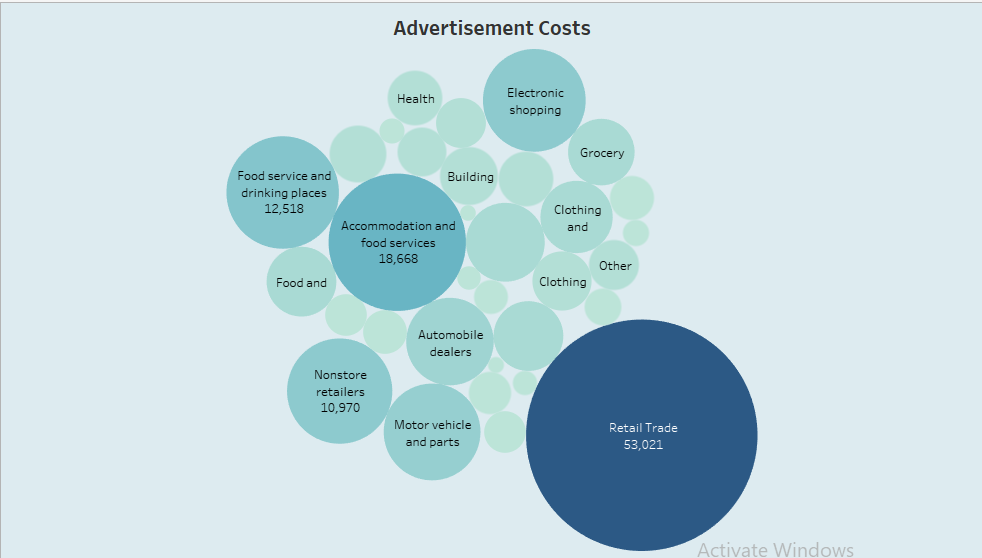 Advertisement Costs
Health
Electronic
shopping
Grocery
Food service and
drinking places
12,518
Building
Accommodation and
food services
18,668
Clothing
and
Other
Food and
Clothing
Automobile
dealers
Nonstore
retailers
10,970
Motor vehicle
and parts
Retail Trade
53,021
Activate Windows